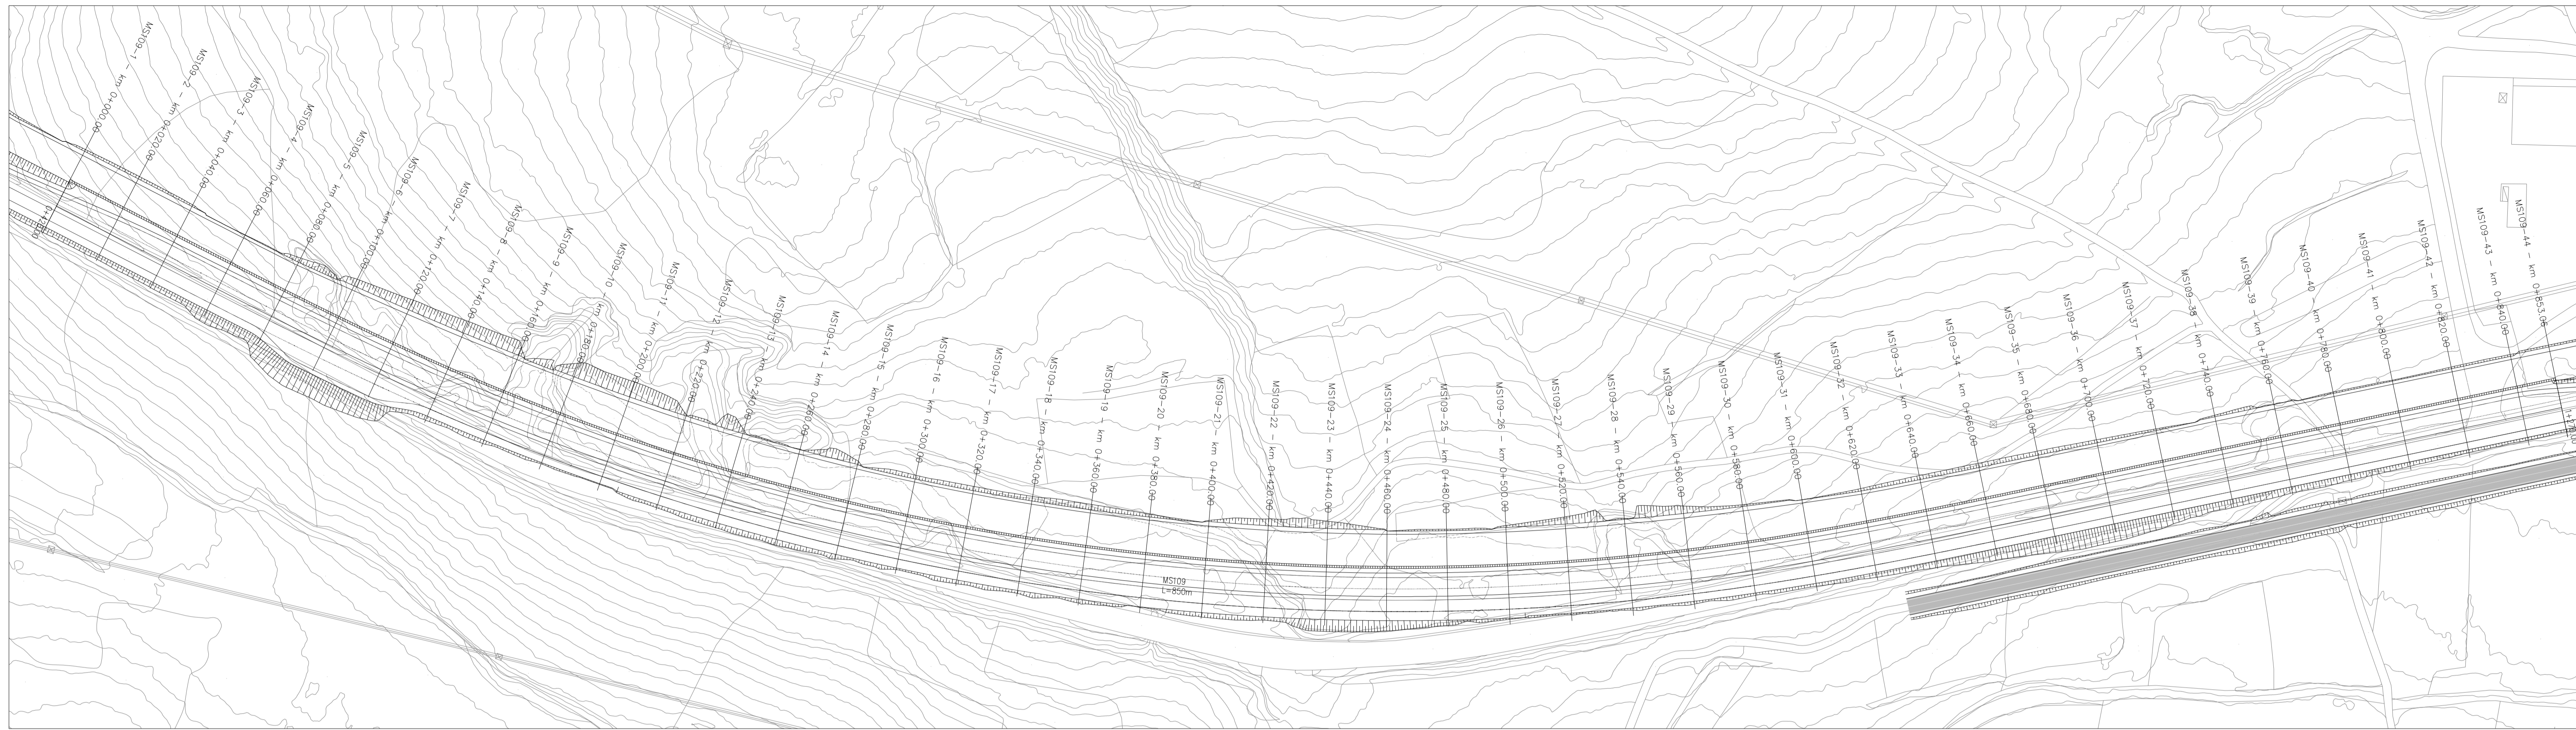 MS109-1 - km 0+000.00
MS109-2 - km 0+020.00
MS109-3 - km 0+040.00
MS109-4 - km 0+060.00
MS109-5 - km 0+080.00
MS109-6 - km 0+100.00
MS109-7 - km 0+120.00
MS109-8 - km 0+140.00
MS109-9 - km 0+160.00
MS109-10 - km 0+180.00
MS109-11 - km 0+200.00
MS109-12 - km 0+220.00
MS109-13 - km 0+240.00
MS109-14 - km 0+260.00
MS109-15 - km 0+280.00
MS109-16 - km 0+300.00
MS109-17 - km 0+320.00
MS109-18 - km 0+340.00
MS109-19 - km 0+360.00
MS109-20 - km 0+380.00
MS109-21 - km 0+400.00
MS109-22 - km 0+420.00
MS109-23 - km 0+440.00
MS109-24 - km 0+460.00
MS109-25 - km 0+480.00
MS109-26 - km 0+500.00
MS109-27 - km 0+520.00
MS109-28 - km 0+540.00
MS109-29 - km 0+560.00
MS109-30 - km 0+580.00
MS109-31 - km 0+600.00
MS109-32 - km 0+620.00
MS109-33 - km 0+640.00
MS109-34 - km 0+660.00
MS109-35 - km 0+680.00
MS109-36 - km 0+700.00
MS109-37 - km 0+720.00
MS109-38 - km 0+740.00
MS109-39 - km 0+760.00
MS109-40 - km 0+780.00
MS109-41 - km 0+800.00
MS109-42 - km 0+820.00
MS109-43 - km 0+840.00
MS109-44 - km 0+853.05
MS109
L=850m